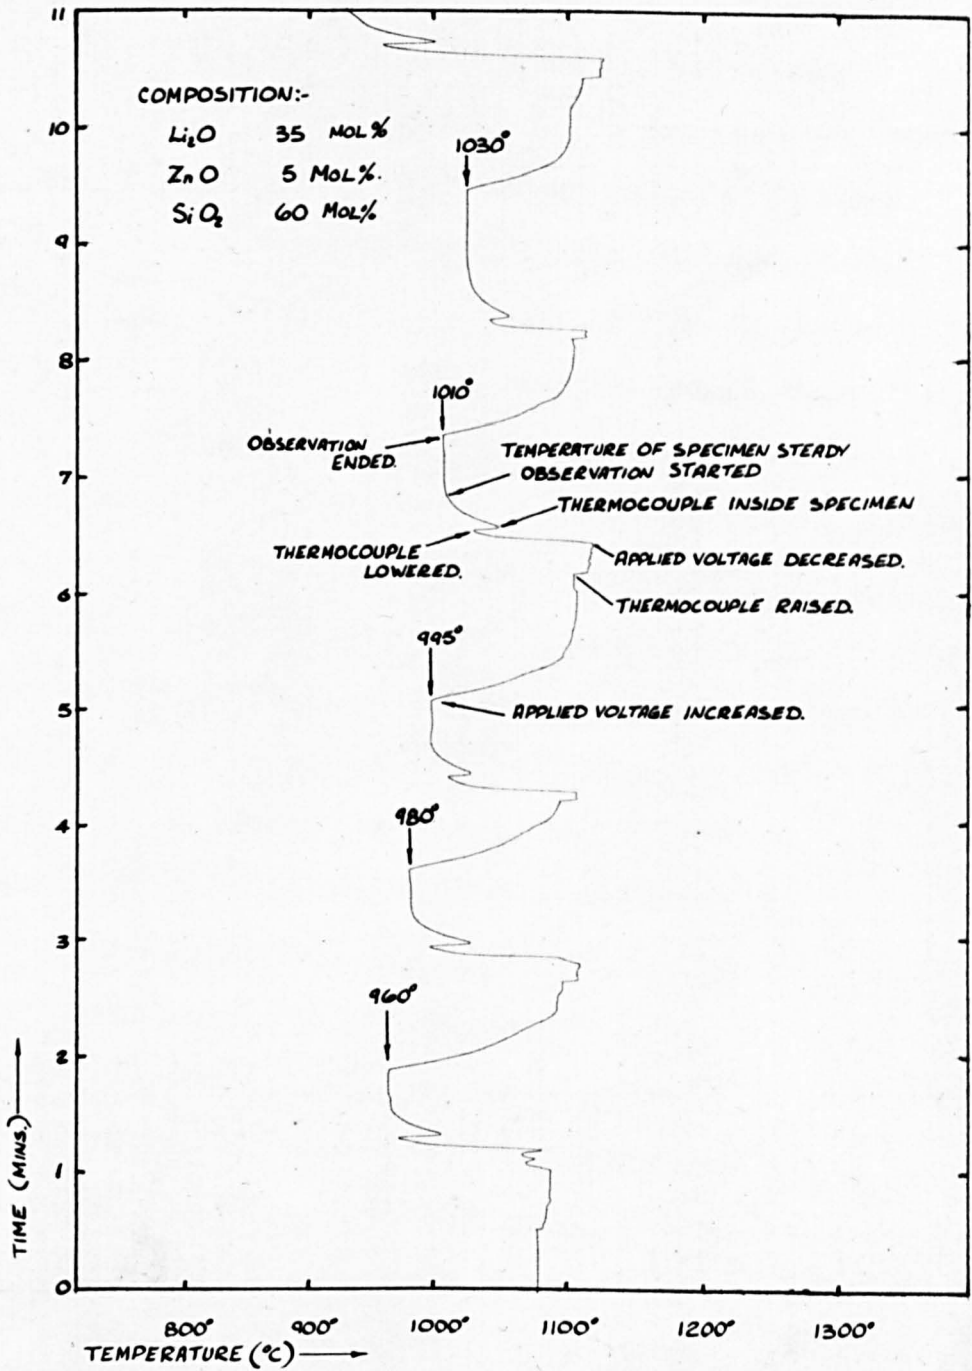 11
COMPOSITION:-
Li₂O 35 MOL%
ZnO 5 MOL%.
SiO₂ 60 MOL%
10
1030°
9
8
1010°
OBSERVATION
ENDED.
TEMPERATURE OF SPECIMEN STEADY
OBSERVATION STARTED
7
THERMOCOUPLE INSIDE SPECIMEN
THERMOCOUPLE
LOWERED.
APPLIED VOLTAGE DECREASED.
6
THERMOCOUPLE RAISED.
995°
5
APPLIED VOLTAGE INCREASED.
4
980°
3
960°
2
1
0
TIME (MINS.)
800° 900° 1000° 1100° 1200° 1300°
TEMPERATURE (°C)